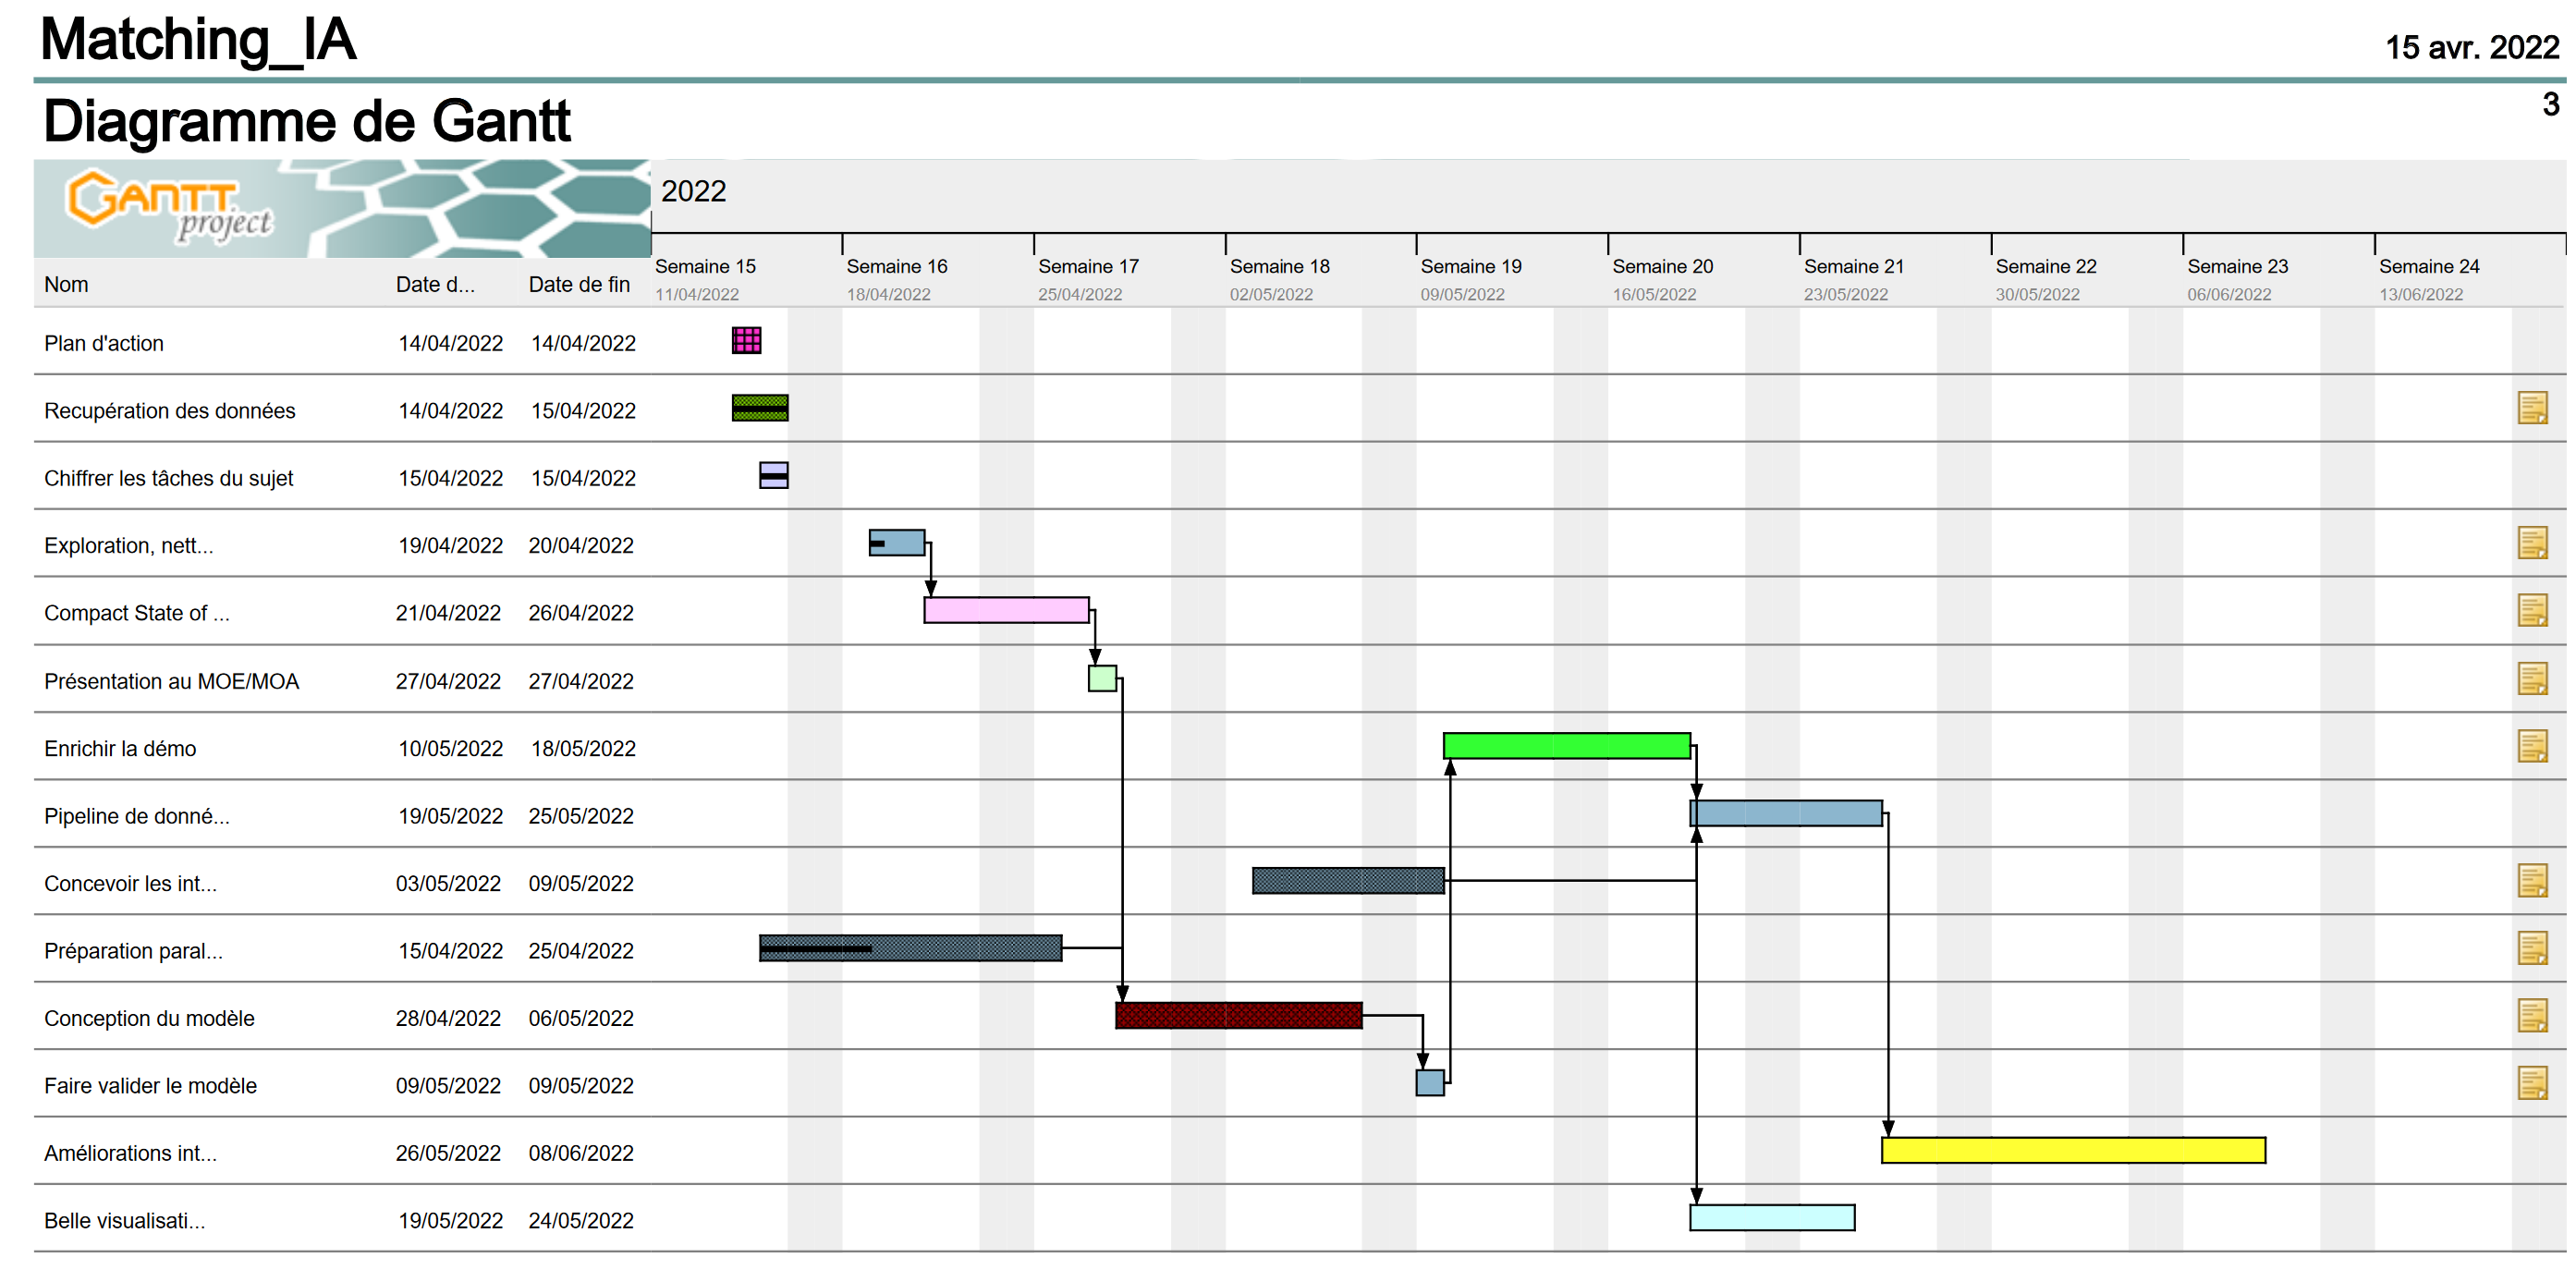 Matching_IA
15 avr. 2022
Diagramme de Gantt
3
GANTT project
2022
Nom Date d... Date de fin
Semaine 15 Semaine 16 Semaine 17 Semaine 18 Semaine 19 Semaine 20 Semaine 21 Semaine 22 Semaine 23 Semaine 24
11/04/2022 18/04/2022 25/04/2022 02/05/2022 09/05/2022 16/05/2022 23/05/2022 30/05/2022 06/06/2022 13/06/2022
Plan d'action 14/04/2022 14/04/2022
Recupération des données 14/04/2022 15/04/2022
Chiffrer les tâches du sujet 15/04/2022 15/04/2022
Exploration, nett... 19/04/2022 20/04/2022
Compact State of ... 21/04/2022 26/04/2022
Présentation au MOE/MOA 27/04/2022 27/04/2022
Enrichir la démo 10/05/2022 18/05/2022
Pipeline de donné... 19/05/2022 25/05/2022
Concevoir les int... 03/05/2022 09/05/2022
Préparation paral... 15/04/2022 25/04/2022
Conception du modèle 28/04/2022 06/05/2022
Faire valider le modèle 09/05/2022 09/05/2022
Améliorations int... 26/05/2022 08/06/2022
Belle visualisati... 19/05/2022 24/05/2022